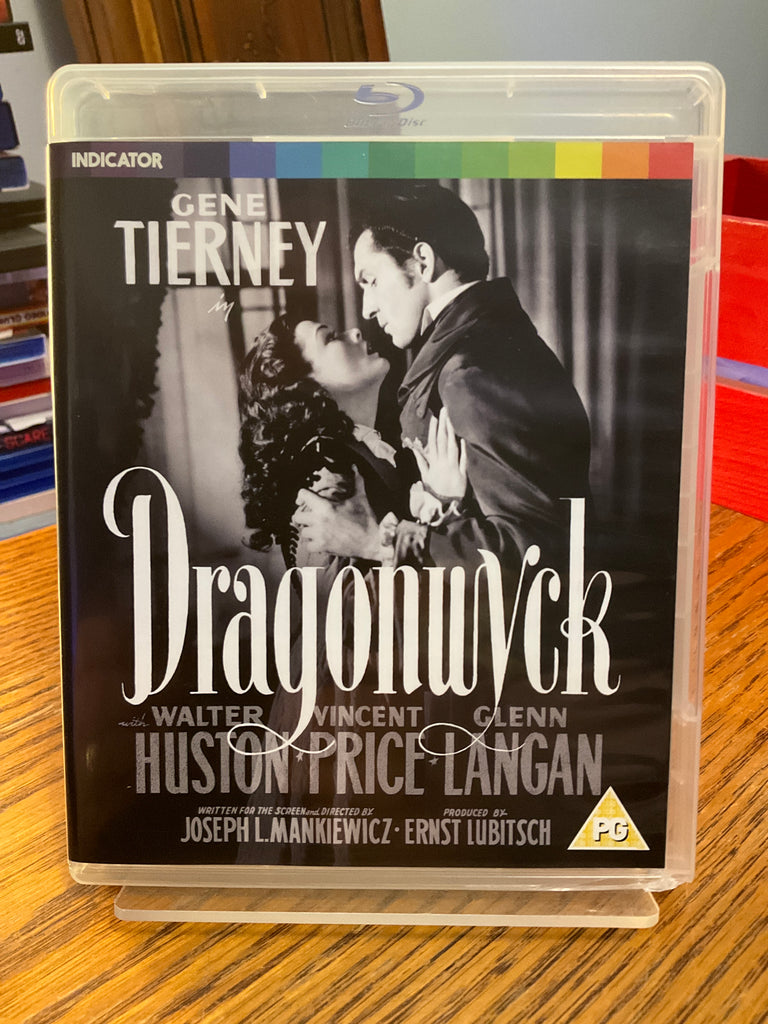 Blu-ray Disc
INDICATOR
GENE
TIERNEY
in
Dragonwyck
with WALTER VINCENT GLENN
HUSTON · PRICE · LANGAN
WRITTEN FOR THE SCREEN and DIRECTED BY PRODUCED BY
JOSEPH L. MANKIEWICZ · ERNST LUBITSCH
PG
SCARE